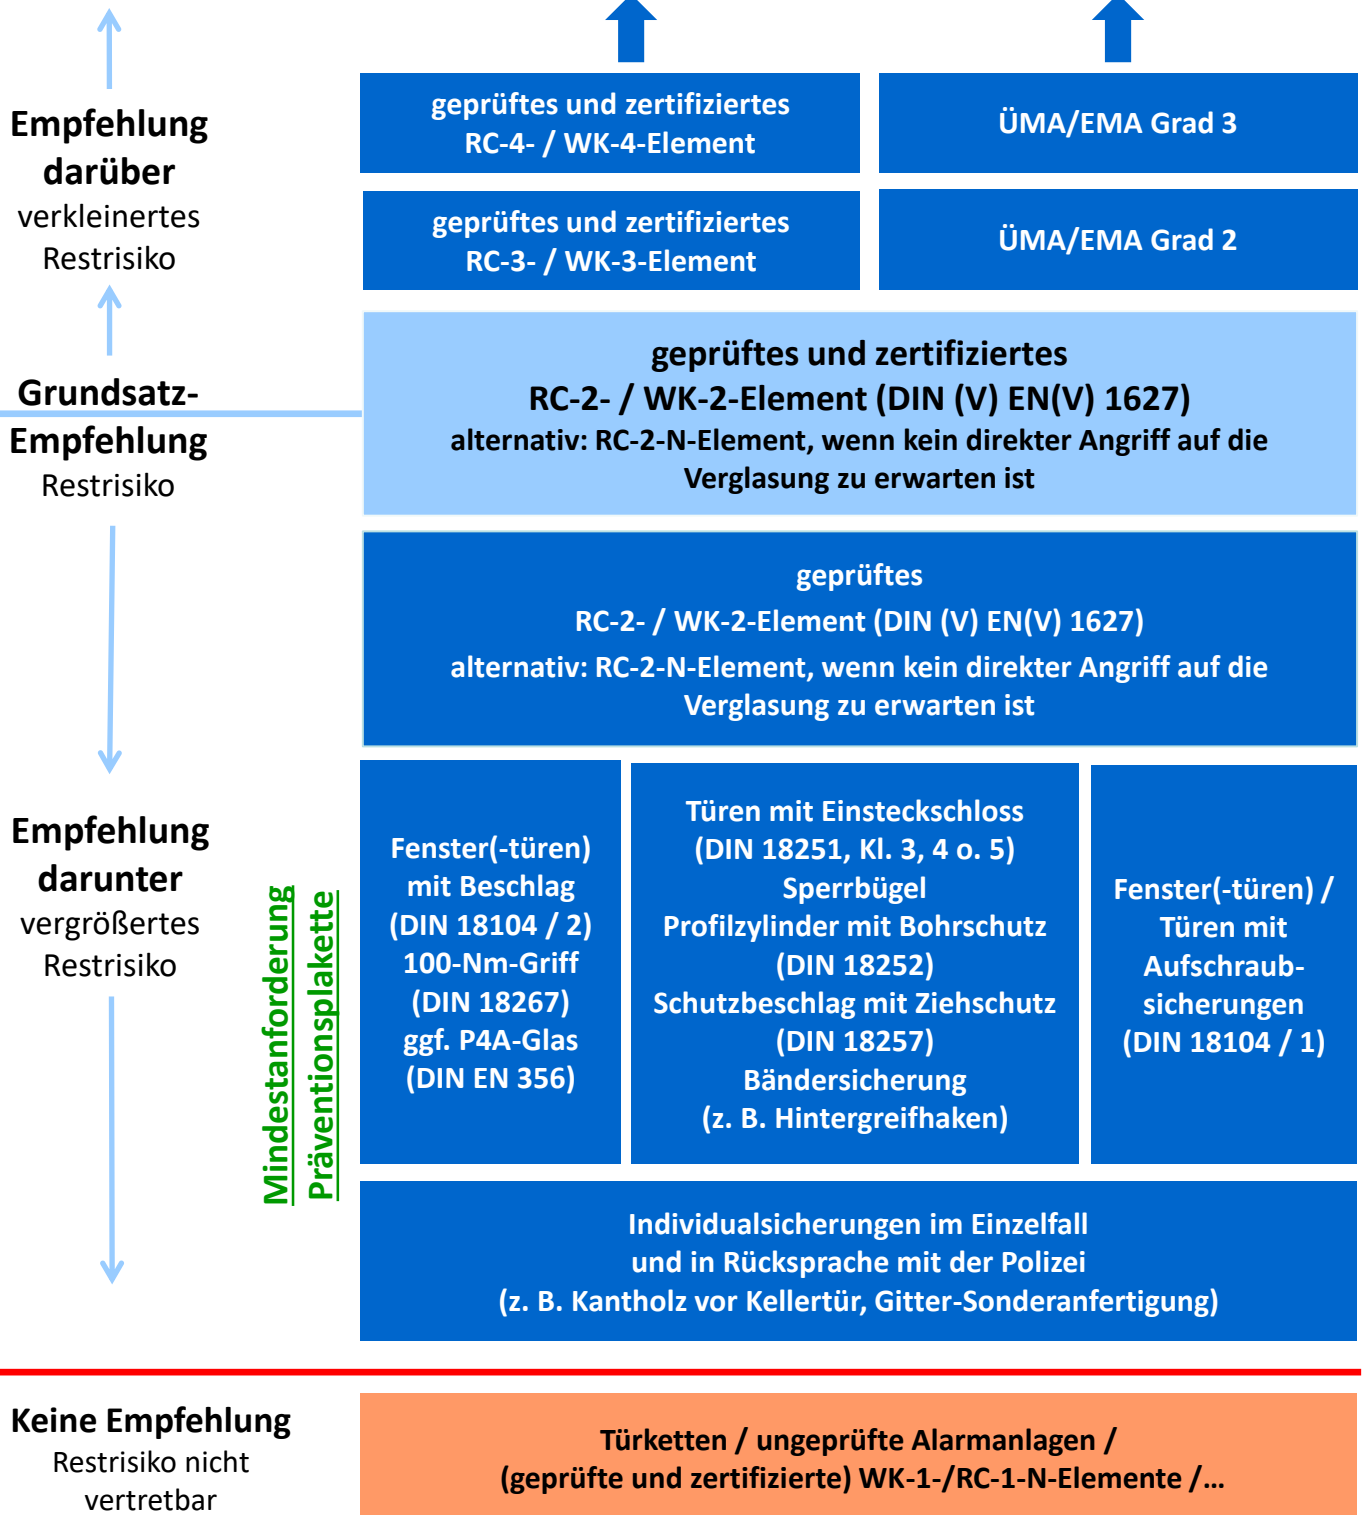 Empfehlung
darüber
verkleinertes
Restrisiko
geprüftes und zertifiziertes
RC-4- / WK-4-Element
ÜMA/EMA Grad 3
geprüftes und zertifiziertes
RC-3- / WK-3-Element
ÜMA/EMA Grad 2
Grundsatz-
Empfehlung
Restrisiko
geprüftes und zertifiziertes
RC-2- / WK-2-Element (DIN (V) EN(V) 1627)
alternativ: RC-2-N-Element, wenn kein direkter Angriff auf die
Verglasung zu erwarten ist
geprüftes
RC-2- / WK-2-Element (DIN (V) EN(V) 1627)
alternativ: RC-2-N-Element, wenn kein direkter Angriff auf die
Verglasung zu erwarten ist
Empfehlung
darunter
vergrößertes
Restrisiko
Mindestanforderung
Präventionsplakette
Fenster(-türen)
mit Beschlag
(DIN 18104 / 2)
100-Nm-Griff
(DIN 18267)
ggf. P4A-Glas
(DIN EN 356)
Türen mit Einsteckschloss
(DIN 18251, Kl. 3, 4 o. 5)
Sperrbügel
Profilzylinder mit Bohrschutz
(DIN 18252)
Schutzbeschlag mit Ziehschutz
(DIN 18257)
Bändersicherung
(z. B. Hintergreifhaken)
Fenster(-türen) /
Türen mit
Aufschraub-
sicherungen
(DIN 18104 / 1)
Individualsicherungen im Einzelfall
und in Rücksprache mit der Polizei
(z. B. Kantholz vor Kellertür, Gitter-Sonderanfertigung)
Keine Empfehlung
Restrisiko nicht
vertretbar
Türketten / ungeprüfte Alarmanlagen /
(geprüfte und zertifizierte) WK-1-/RC-1-N-Elemente /...